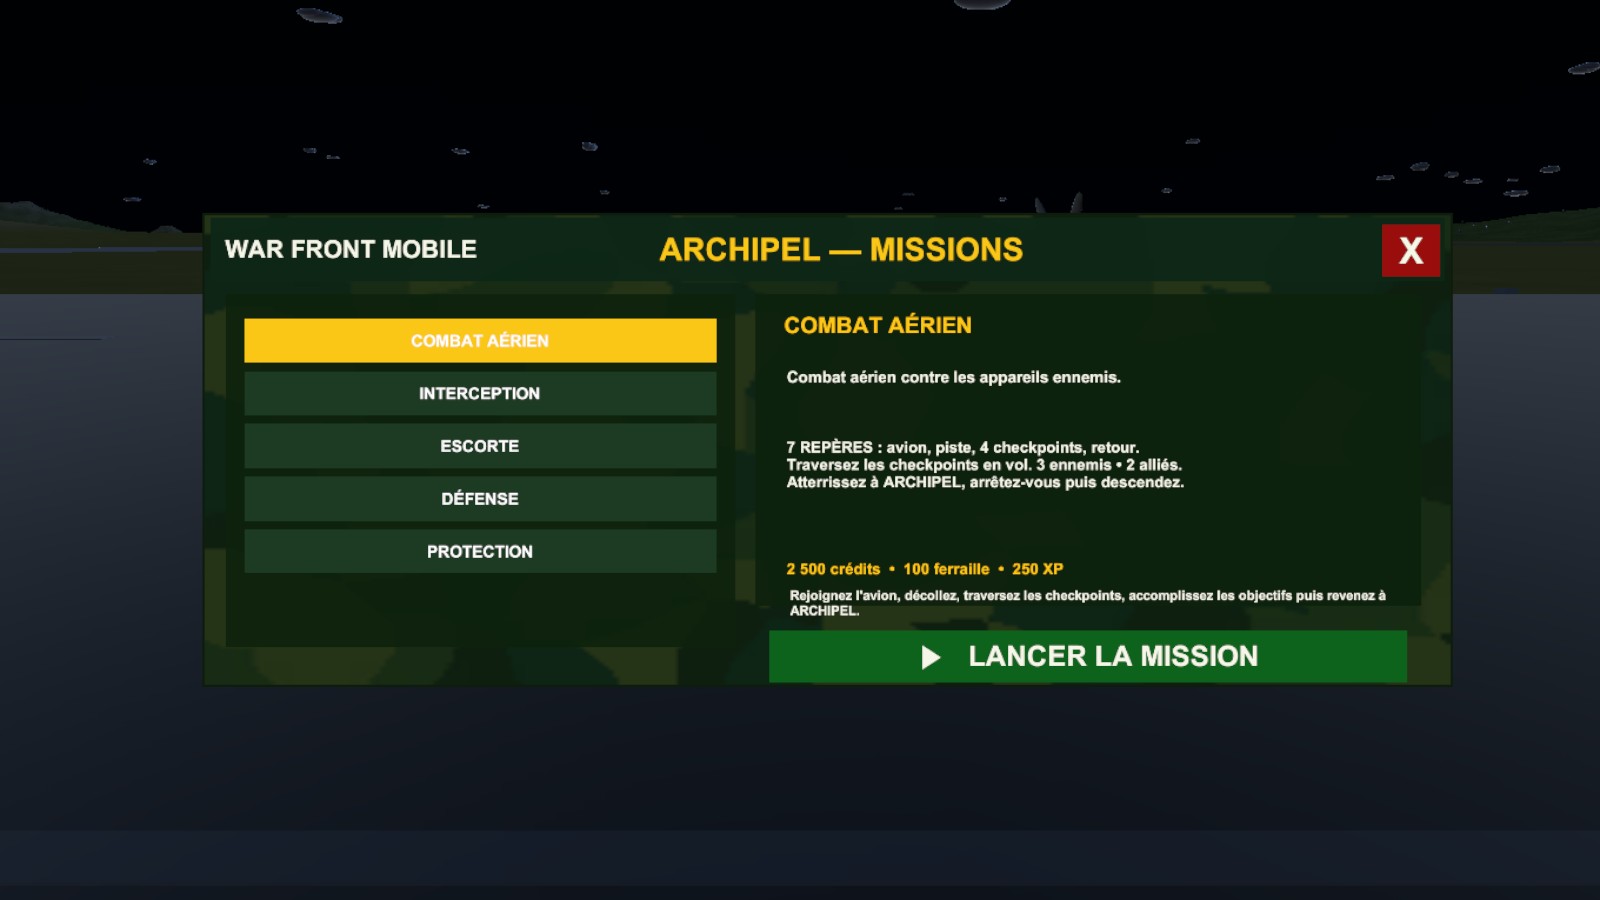 WAR FRONT MOBILE
ARCHIPEL — MISSIONS
X
COMBAT AÉRIEN
INTERCEPTION
ESCORTE
DÉFENSE
PROTECTION
COMBAT AÉRIEN
Combat aérien contre les appareils ennemis.
7 REPÈRES : avion, piste, 4 checkpoints, retour.
Traversez les checkpoints en vol. 3 ennemis • 2 alliés.
Atterrissez à ARCHIPEL, arrêtez-vous puis descendez.
2 500 crédits • 100 ferraille • 250 XP
Rejoignez l'avion, décollez, traversez les checkpoints, accomplissez les objectifs puis revenez à
ARCHIPEL.
LANCER LA MISSION